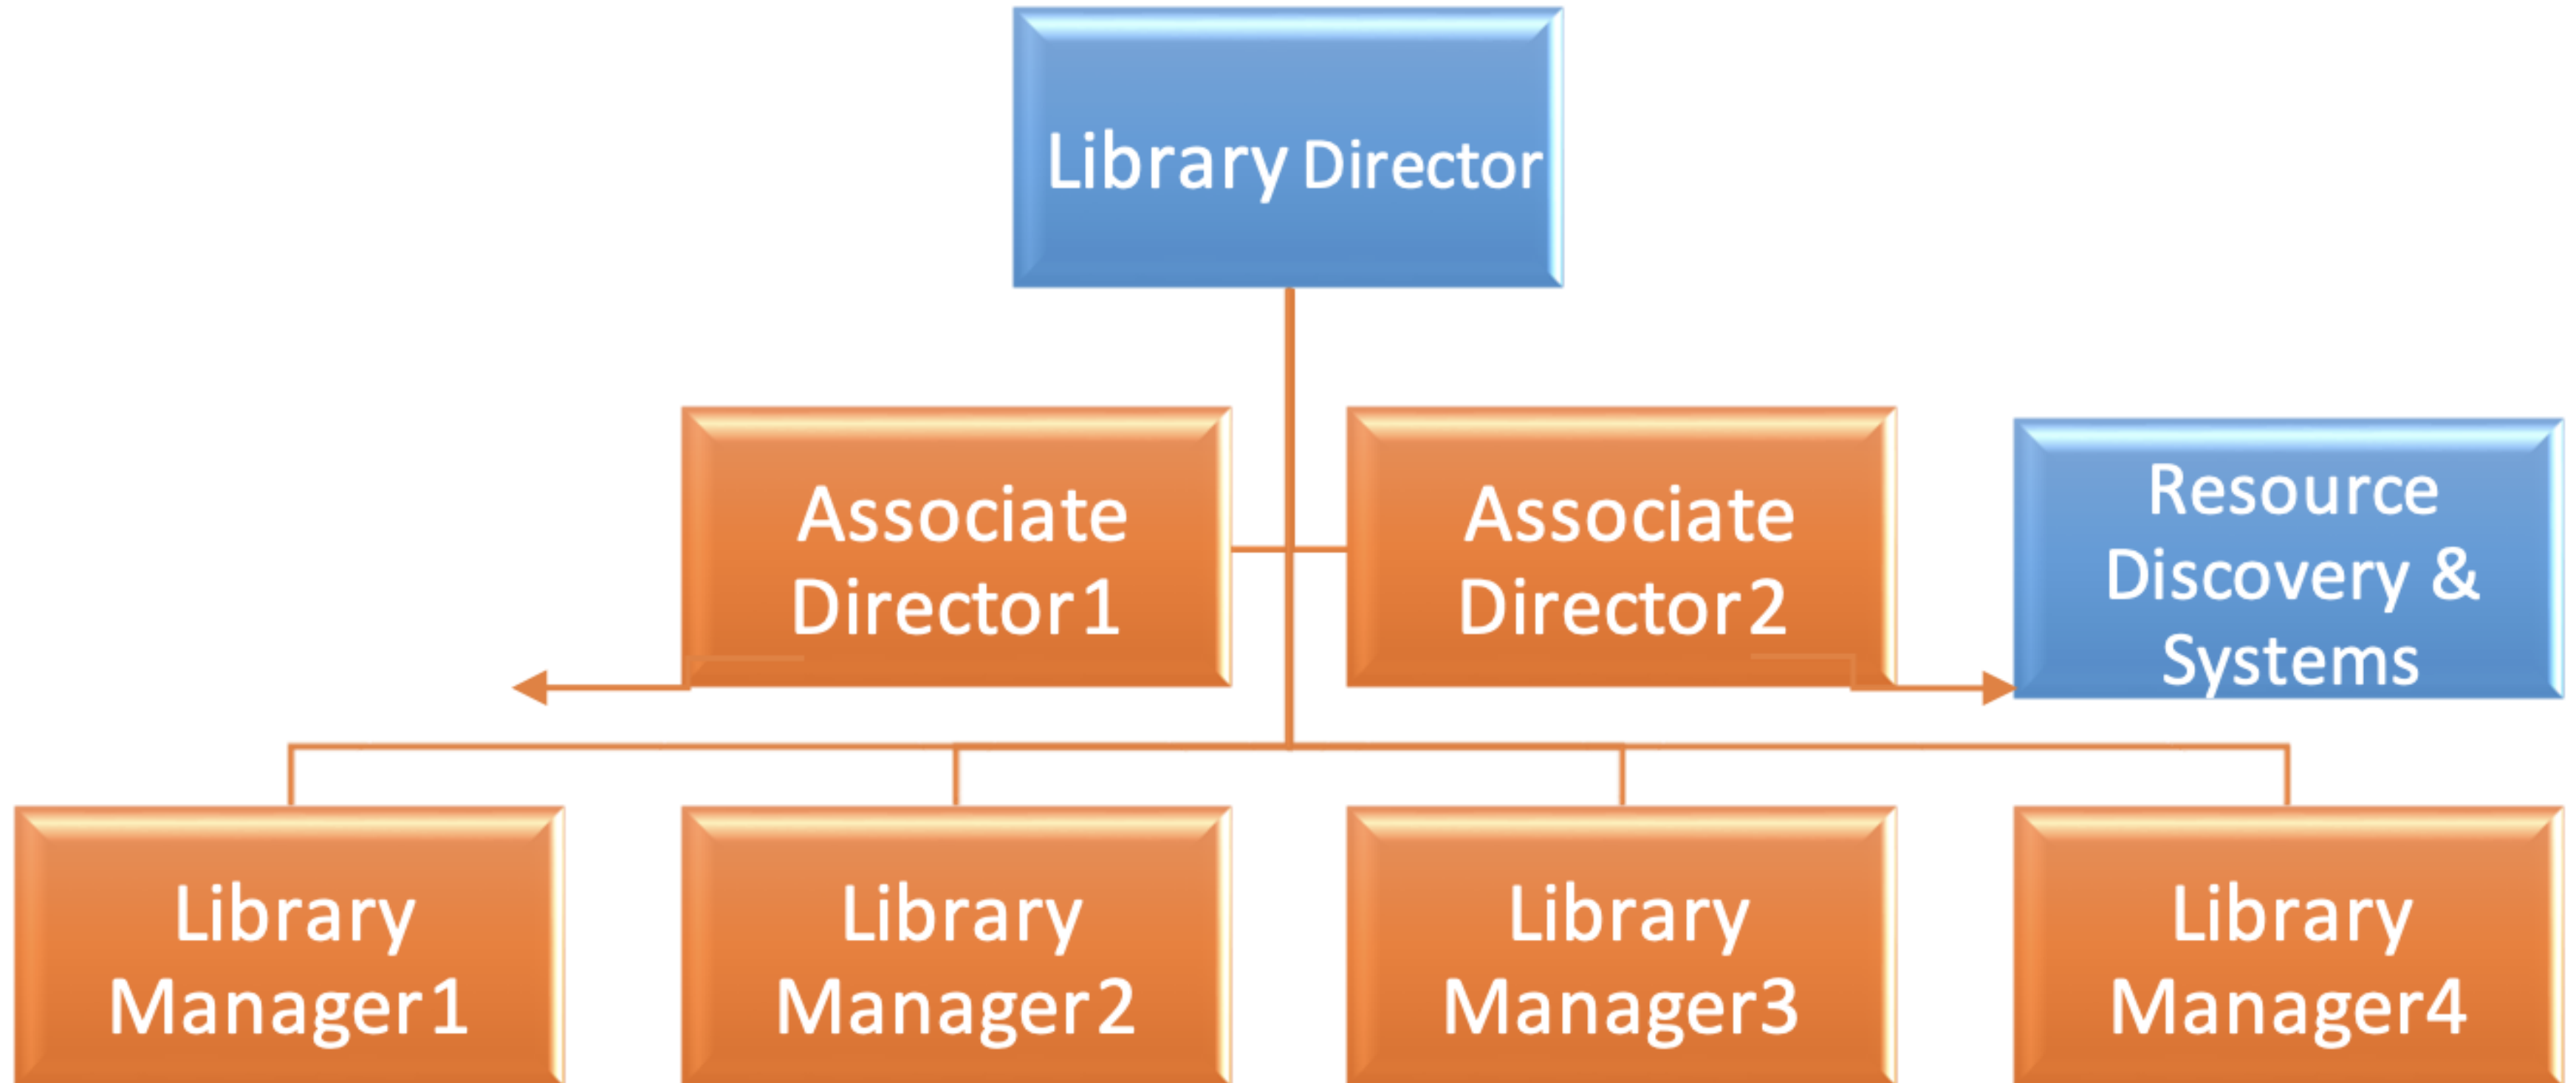 Library Director
Associate
Director1
Associate
Director2
Resource
Discovery &
Systems
Library
Manager1
Library
Manager2
Library
Manager3
Library
Manager4